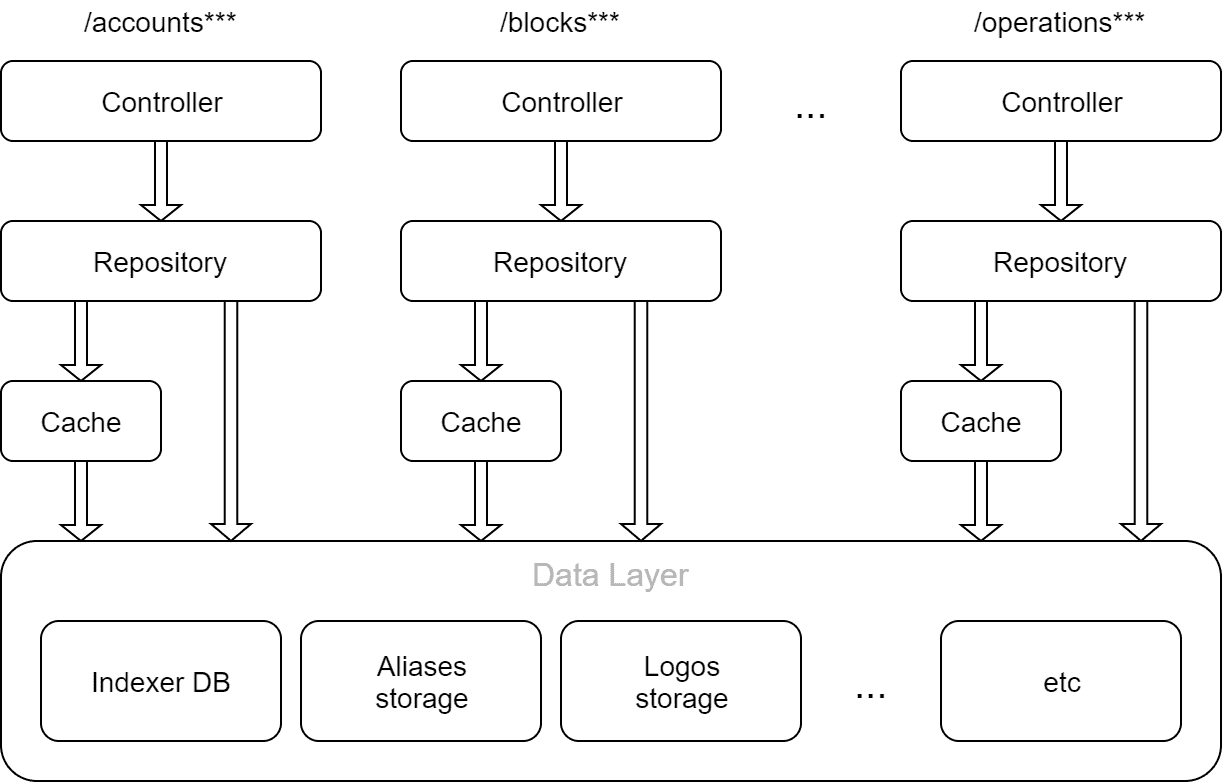 /accounts***
/blocks***
/operations***
Controller
Controller
...
Controller
Repository
Repository
Repository
Cache
Cache
Cache
Data Layer
Indexer DB
Aliases
storage
Logos
storage
...
etc